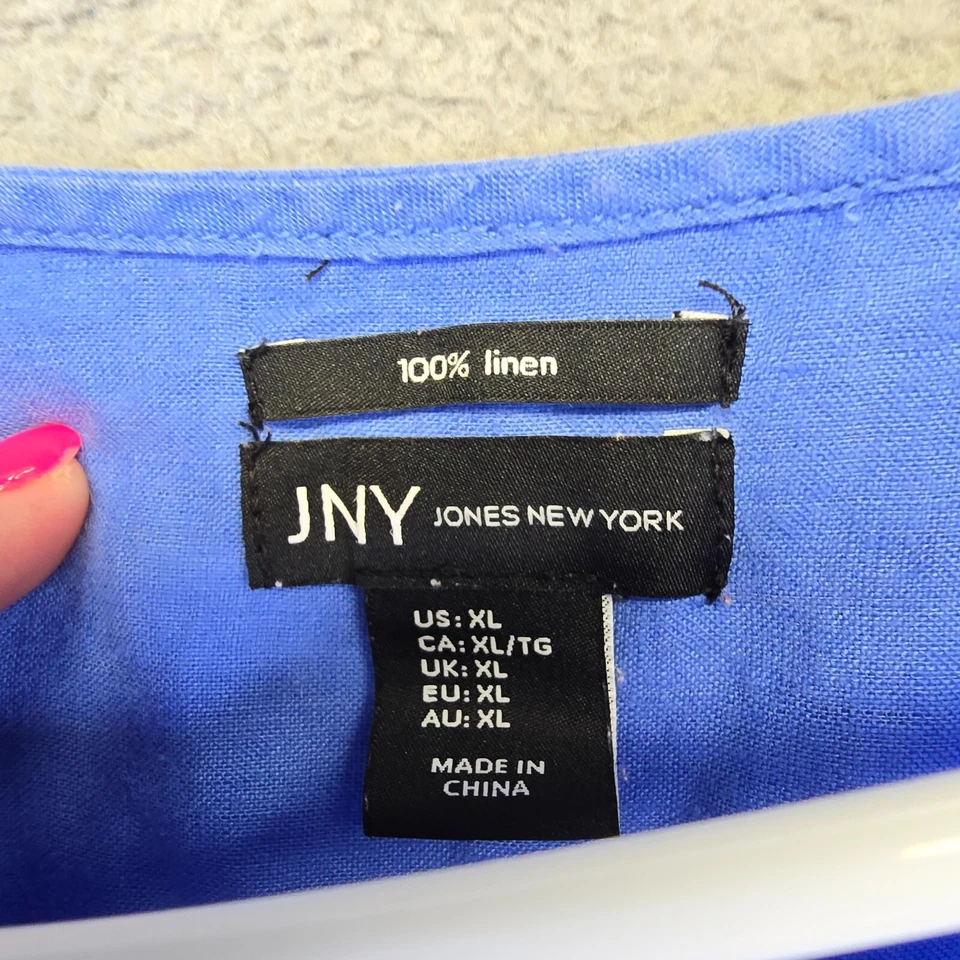 100% linen
JNY JONES NEW YORK
US: XL
CA: XL/TG
UK: XL
EU: XL
AU: XL
MADE IN
CHINA